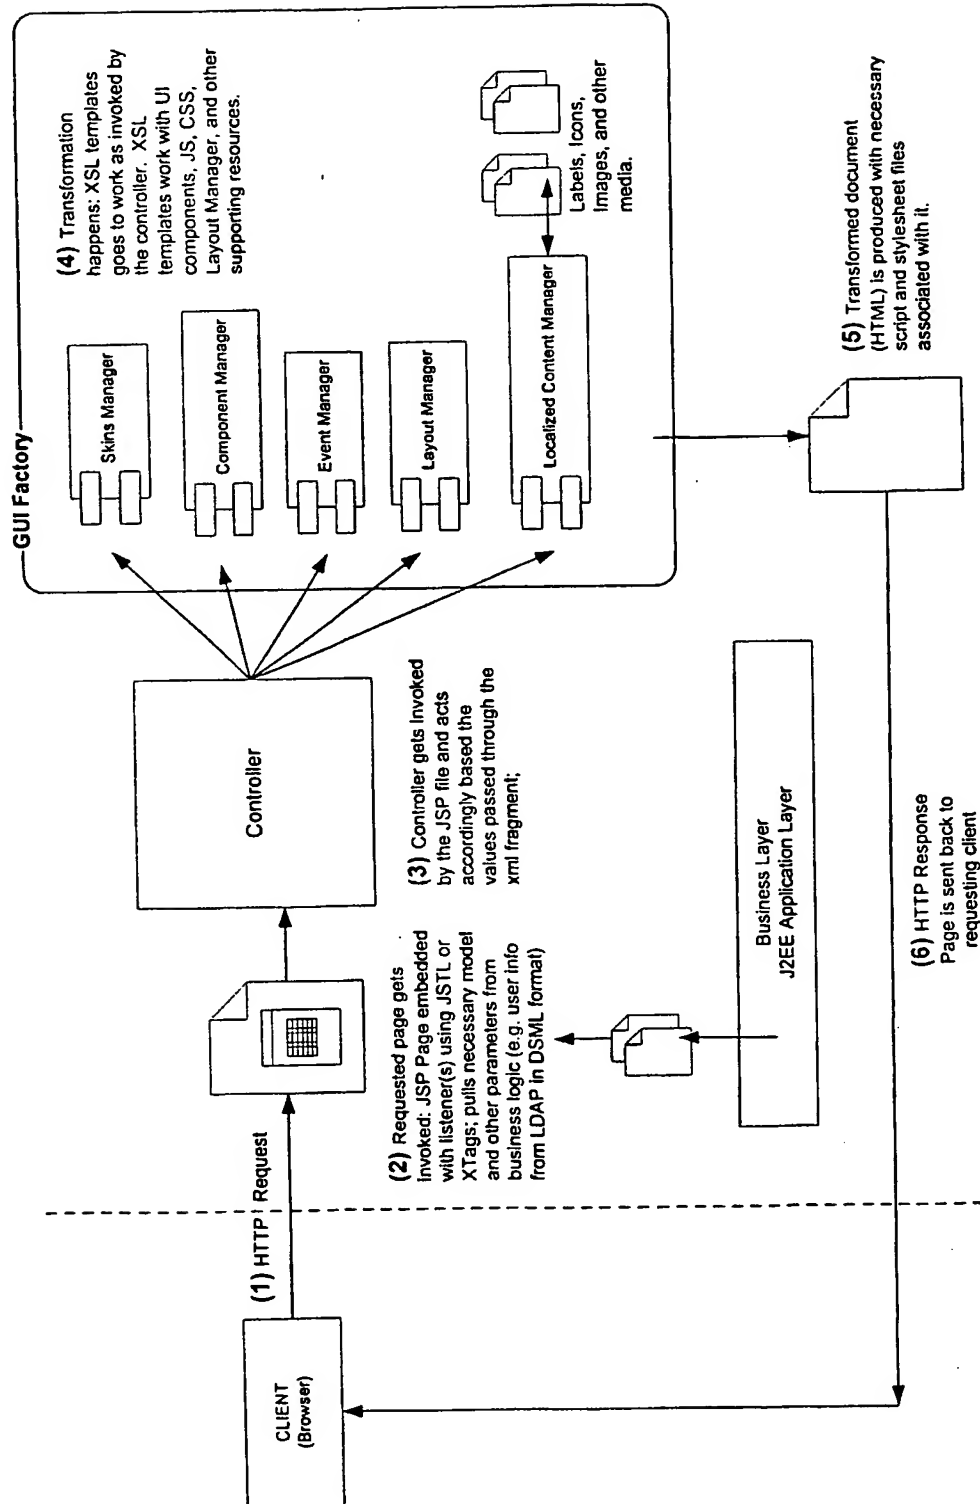 GUI Factory
(4) Transformation
happens: XSL templates
goes to work as invoked by
the controller. XSL
templates work with UI
components, JS, CSS,
Layout Manager, and other
supporting resources.
Skins Manager
Component Manager
Event Manager
Layout Manager
Localized Content Manager
Labels, Icons,
Images, and other
media.
Controller
(3) Controller gets Invoked
by the JSP file and acts
accordingly based the
values passed through the
xml fragment;
(5) Transformed document
(HTML) is produced with necessary
script and stylesheet files
associated with it.
(1) HTTP Request
(2) Requested page gets
Invoked: JSP Page embedded
with listener(s) using JSTL or
XTags; pulls necessary model
and other parameters from
business logic (e.g. user info
from LDAP in DSML format)
Business Layer
J2EE Application Layer
(6) HTTP Response
Page is sent back to
requesting client
CLIENT
(Browser)